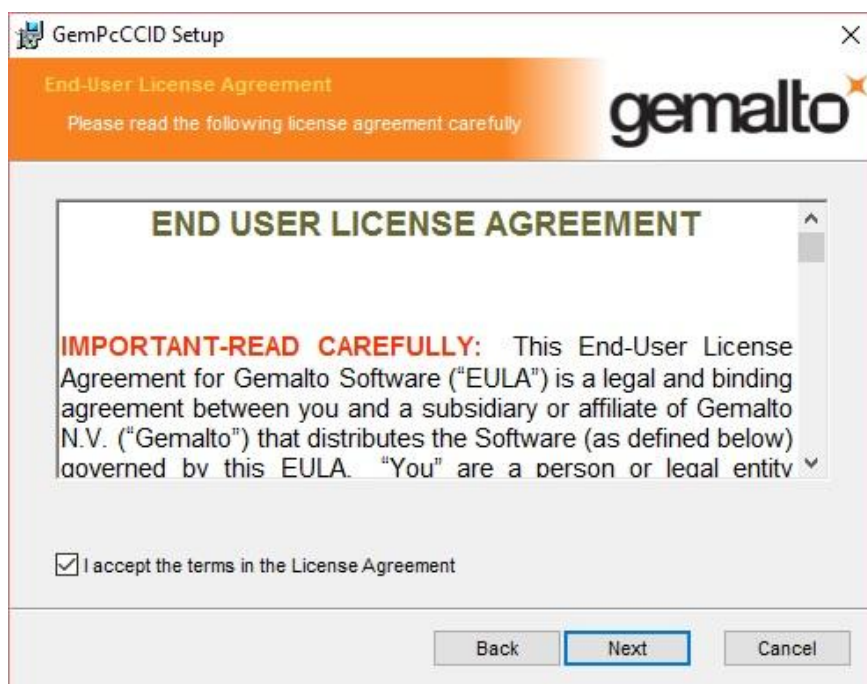 GemPcCCID Setup
End-User License Agreement
Please read the following license agreement carefully
gemalto
END USER LICENSE AGREEMENT
IMPORTANT-READ CAREFULLY: This End-User License
Agreement for Gemalto Software (“EULA”) is a legal and binding
agreement between you and a subsidiary or affiliate of Gemalto
N.V. (“Gemalto”) that distributes the Software (as defined below)
governed by this EULA. “You” are a person or legal entity
I accept the terms in the License Agreement
Back
Next
Cancel